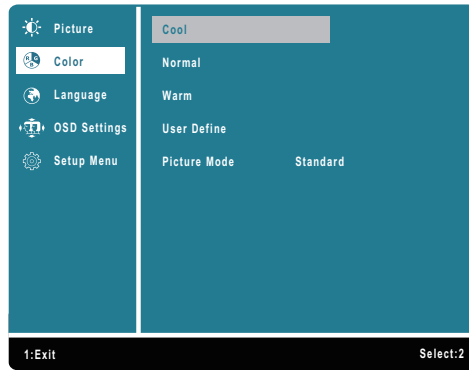 Picture
Color
Language
OSD Settings
Setup Menu
Cool
Normal
Warm
User Define
Picture Mode Standard
1:Exit Select:2